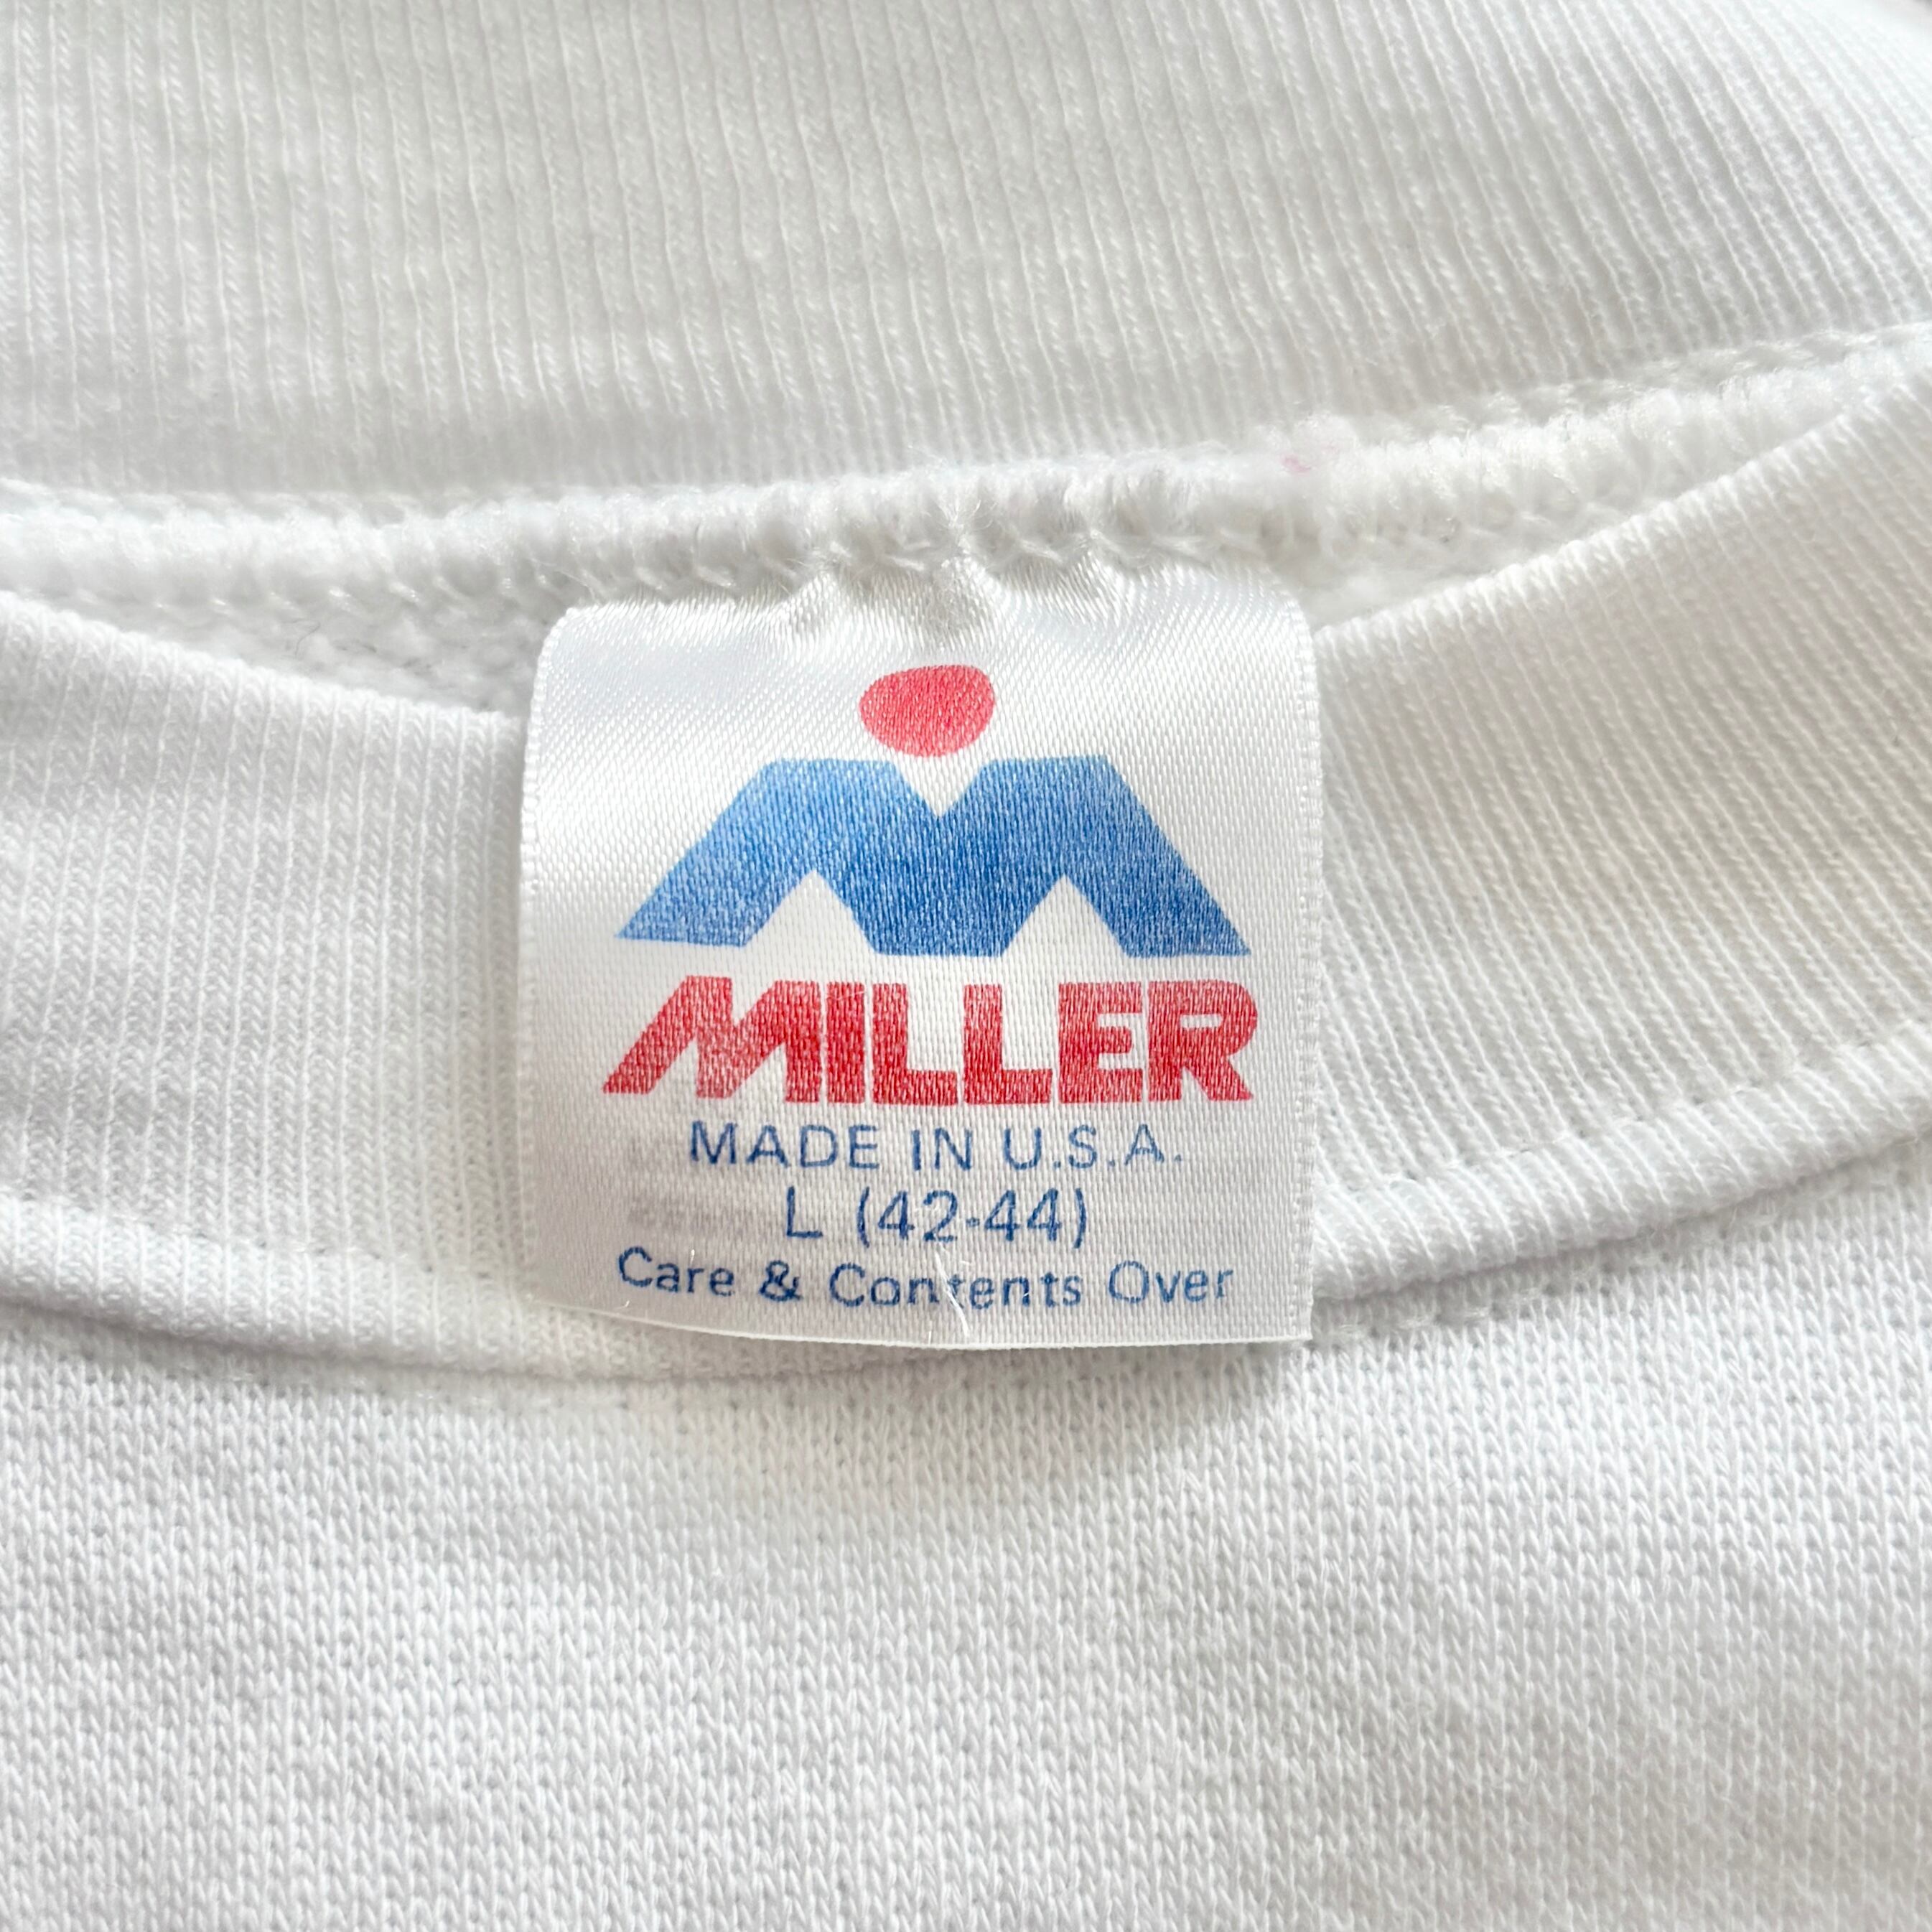 MILLER
MADE IN U.S.A.
L (42-44)
Care & Contents Over